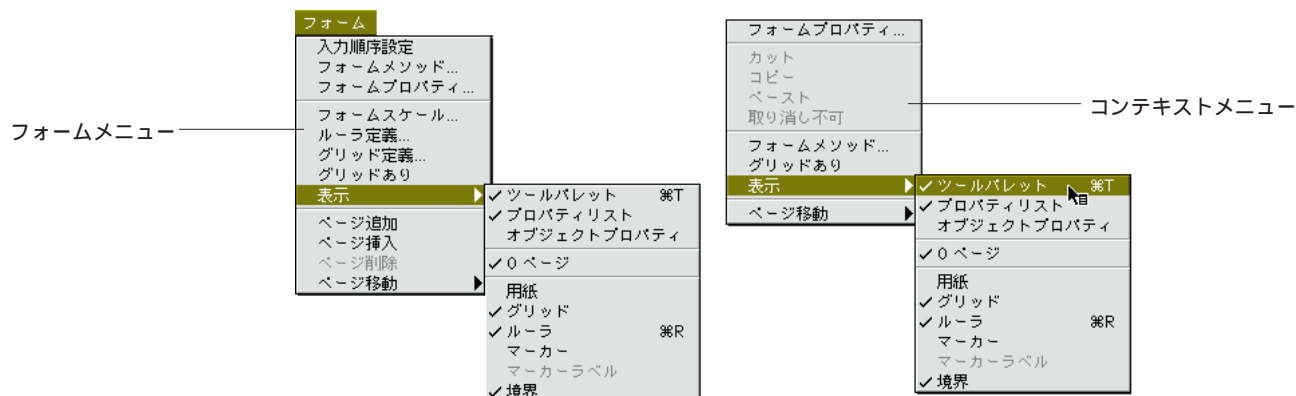 フォーム
入力順序設定
フォームメソッド...
フォームプロパティ...
フォームスケール...
ルーラ定義...
グリッド定義...
グリッドあり
表示
ページ追加
ページ挿入
ページ削除
ページ移動
フォームメニュー
✓ツールパレット ⌘T
✓プロパティリスト
オブジェクトプロパティ
✓0 ページ
用紙
✓グリッド
✓ルーラ ⌘R
マーカー
マーカーラベル
✓境界
フォームプロパティ...
カット
コピー
ペースト
取り消し不可
フォームメソッド...
グリッドあり
表示
ページ移動
コンテキストメニュー
✓ツールパレット ⌘T
✓プロパティリスト
オブジェクトプロパティ
✓0 ページ
用紙
✓グリッド
✓ルーラ ⌘R
マーカー
マーカーラベル
✓境界